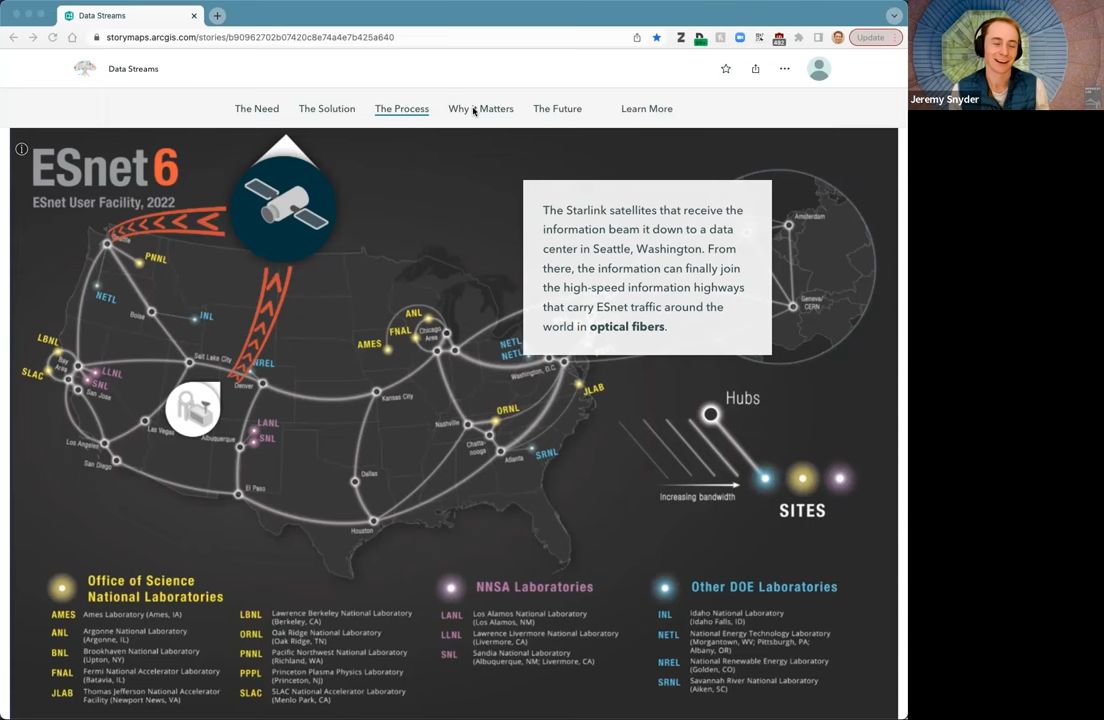 Data Streams
storymaps.arcgis.com/stories/b90962702b07420c8e74a4e7b425a640
492
Update
Data Streams
The Need
The Solution
The Process
Why Matters
The Future
Learn More
Jeremy Snyder
ESnet 6
ESnet User Facility, 2022
The Starlink satellites that receive the
information beam it down to a data
center in Seattle, Washington. From
there, the information can finally join
the high-speed information highways
that carry ESnet traffic around the
world in optical fibers.
Amsterdam
Geneva/
CERN
PNNL
NETL
Boise
INL
LBNL
Bay
Area
SLAC
LLNL
SNL
San Jose
Salt Lake City
NREL
Denver
Las Vegas
Albuquerque
LANL
SNL
Los Angeles
San Diego
El Paso
AMES
ANL
FNAL
Chicago
Area
Kansas City
NETL
NETL
Washington, D.C.
JLAB
ORNL
Nashville
Chatta-
nooga
Atlanta
SRNL
Dallas
Houston
Hubs
Increasing bandwidth
SITES
Office of Science
National Laboratories
AMES Ames Laboratory (Ames, IA)
ANL Argonne National Laboratory
(Argonne, IL)
BNL Brookhaven National Laboratory
(Upton, NY)
FNAL Fermi National Accelerator Laboratory
(Batavia, IL)
JLAB Thomas Jefferson National Accelerator
Facility (Newport News, VA)
LBNL Lawrence Berkeley National Laboratory
(Berkeley, CA)
ORNL Oak Ridge National Laboratory
(Oak Ridge, TN)
PNNL Pacific Northwest National Laboratory
(Richland, WA)
PPPL Princeton Plasma Physics Laboratory
(Princeton, NJ)
SLAC SLAC National Accelerator Laboratory
(Menlo Park, CA)
NNSA Laboratories
LANL Los Alamos National Laboratory
(Los Alamos, NM)
LLNL Lawrence Livermore National Laboratory
(Livermore, CA)
SNL Sandia National Laboratory
(Albuquerque, NM; Livermore, CA)
Other DOE Laboratories
INL Idaho National Laboratory
(Idaho Falls, ID)
NETL National Energy Technology Laboratory
(Morgantown, WV; Pittsburgh, PA;
Albany, OR)
NREL National Renewable Energy Laboratory
(Golden, CO)
SRNL Savannah River National Laboratory
(Aiken, SC)